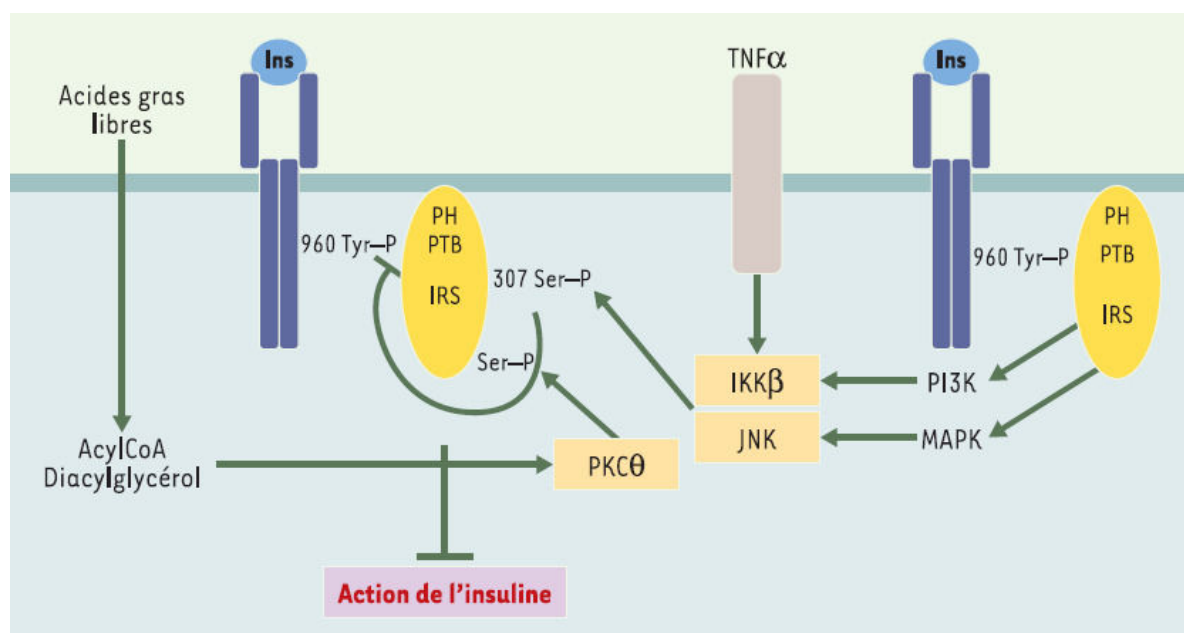 Ins
TNFα
Ins
Acides gras
libres
PH
PTB
IRS
960 Tyr–P
307 Ser–P
Ser–P
960 Tyr–P
PH
PTB
IRS
IKKβ
PI3K
JNK
MAPK
AcylCoA
Diacylglycérol
PKCθ
Action de l’insuline